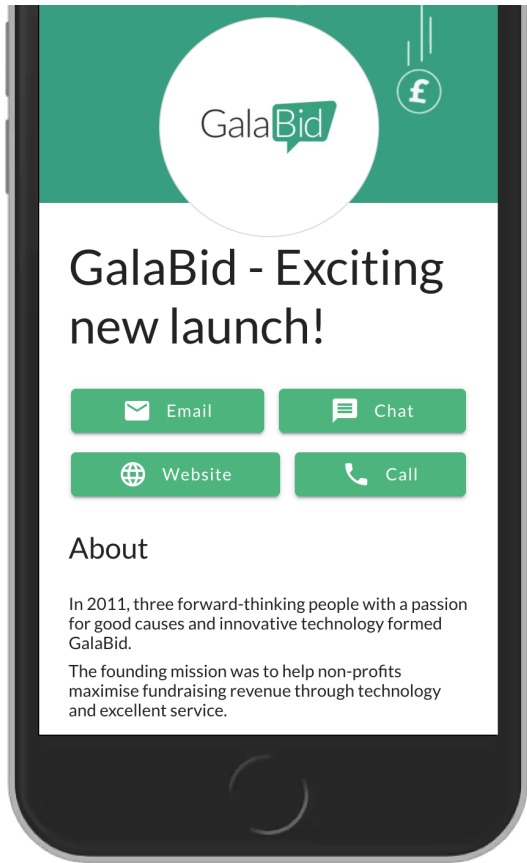 £
GalaBid
GalaBid - Exciting
new launch!
Email
Chat
Website
Call
About
In 2011, three forward-thinking people with a passion
for good causes and innovative technology formed
GalaBid.
The founding mission was to help non-profits
maximise fundraising revenue through technology
and excellent service.